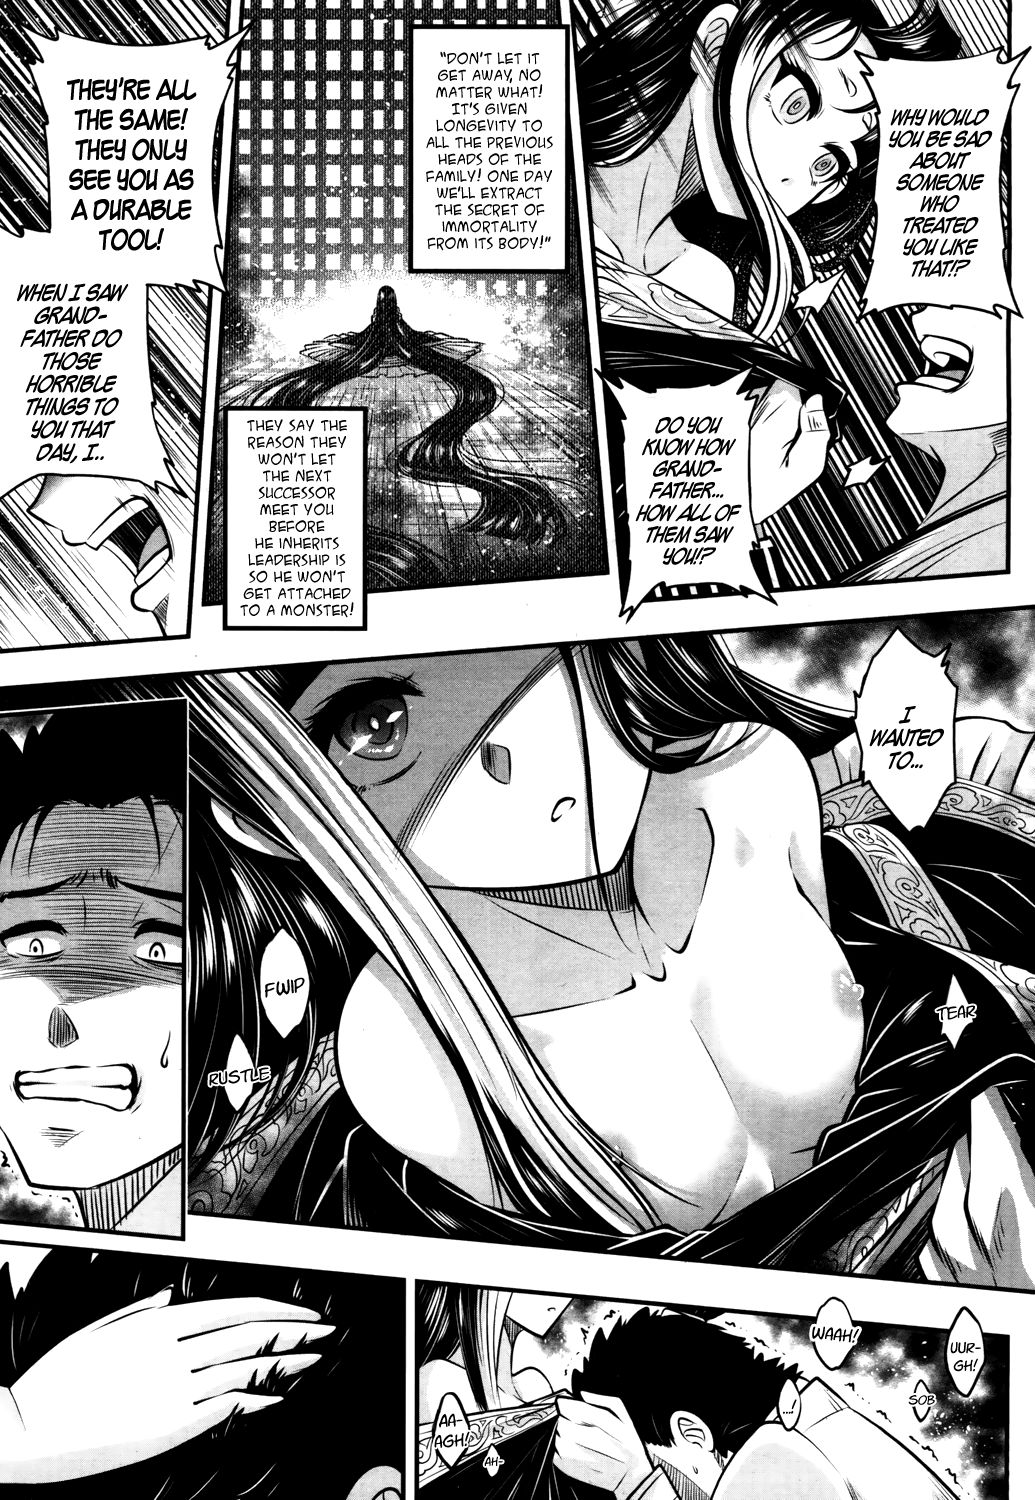 WHY WOULD
YOU BE SAD
ABOUT
SOMEONE
WHO
TREATED
YOU LIKE
THAT!?
DO YOU
KNOW HOW
GRAND-
FATHER...
HOW ALL OF
THEM SAW
YOU!?
"DON'T LET IT
GET AWAY, NO
MATTER WHAT!
IT'S GIVEN
LONGEVITY TO
ALL THE PREVIOUS
HEADS OF THE
FAMILY! ONE DAY
WE'LL EXTRACT
THE SECRET OF
IMMORTALITY
FROM ITS BODY!"
THEY SAY THE
REASON THEY
WON'T LET
THE NEXT
SUCCESSOR
MEET YOU
BEFORE
HE INHERITS
LEADERSHIP
IS SO HE WON'T
GET ATTACHED
TO A MONSTER!
THEY'RE ALL
THE SAME!
THEY ONLY
SEE YOU AS
A DURABLE
TOOL!
WHEN I SAW
GRAND-
FATHER DO
THOSE
HORRIBLE
THINGS TO
YOU THAT
DAY, I..
I
WANTED
TO...
TEAR
FWIP
RUSTLE
UUR-
GH!
WAAH!
SOB
...!
AH-
AA-
AGH!